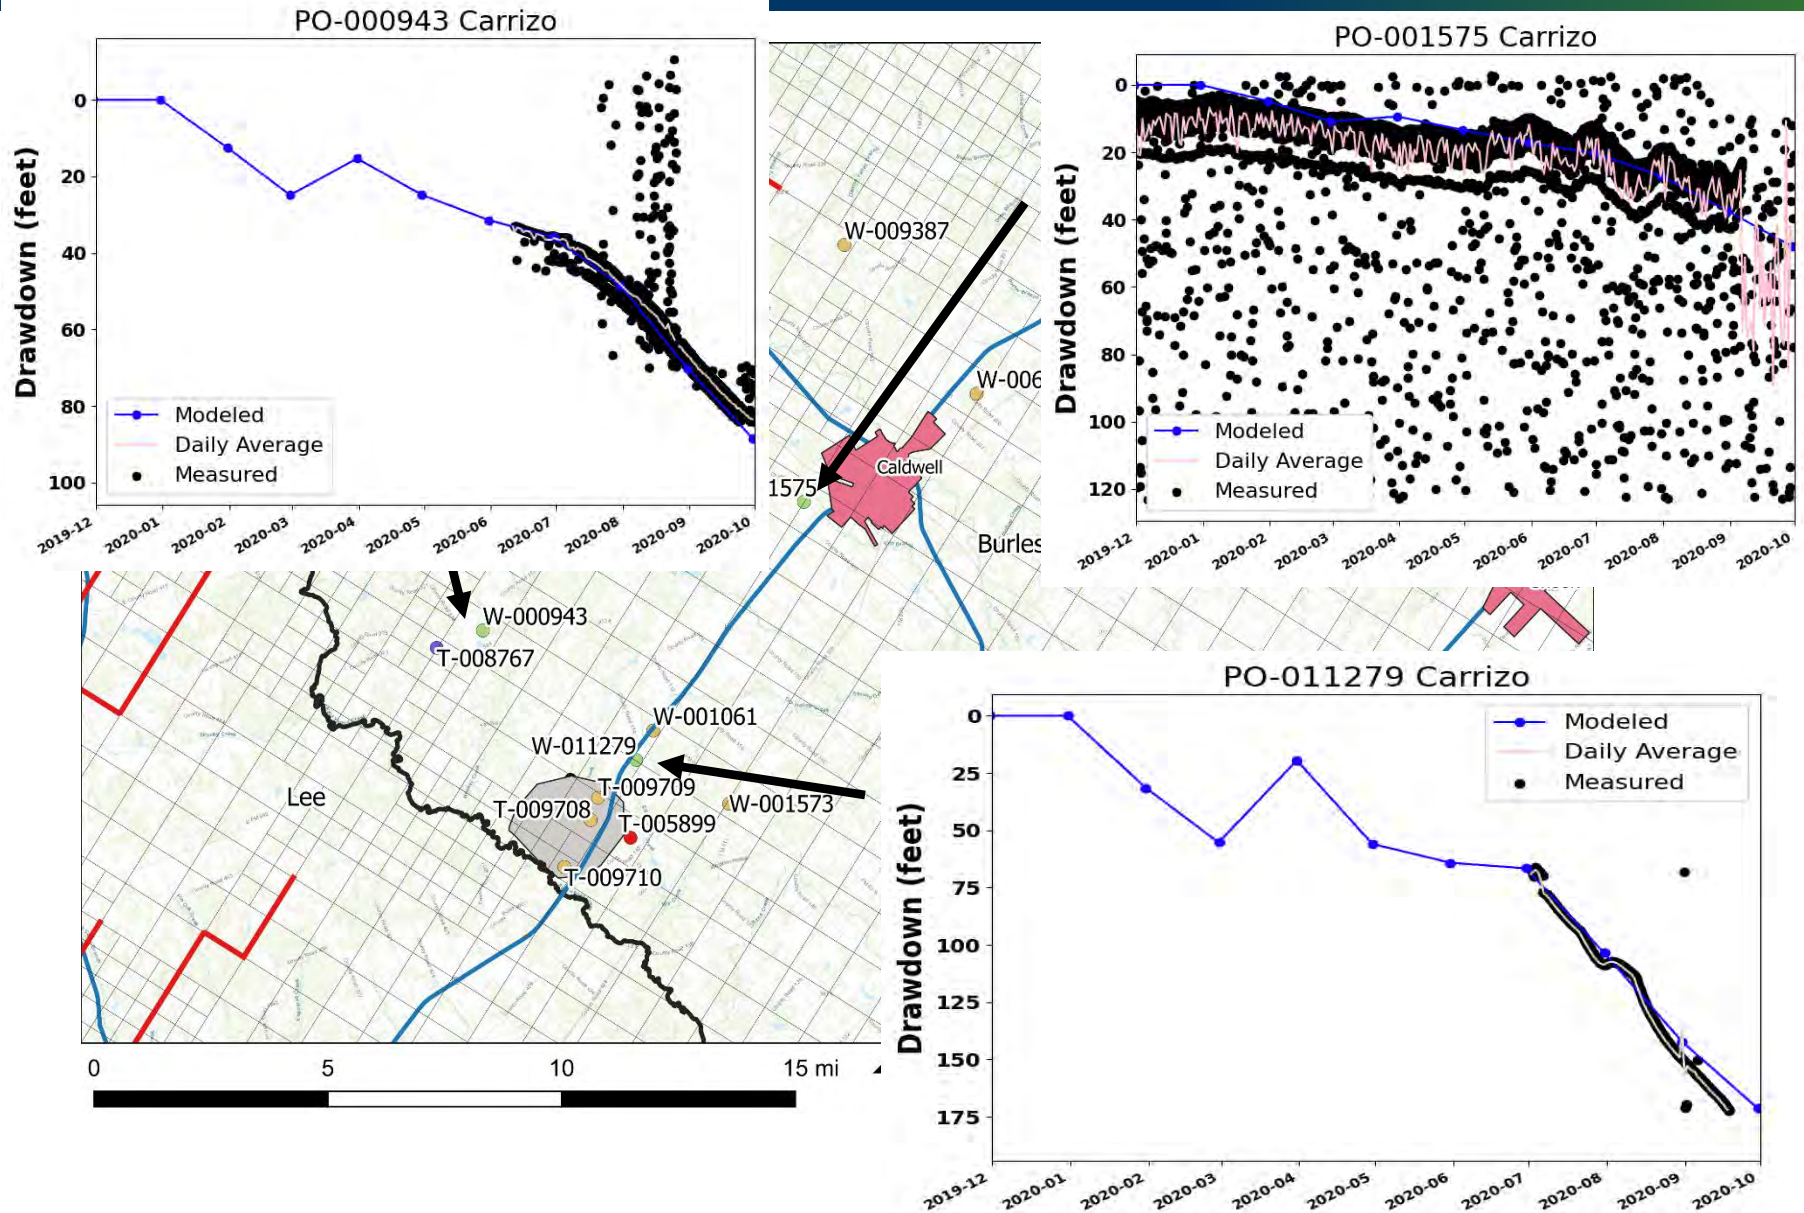 PO-000943 Carrizo
Drawdown (feet)
0
20
40
60
80
100
Modeled
Daily Average
Measured
2019-12
2020-01
2020-02
2020-03
2020-04
2020-05
2020-06
2020-07
2020-08
2020-09
2020-10
PO-001575 Carrizo
Drawdown (feet)
0
20
40
60
80
100
120
Modeled
Daily Average
Measured
2019-12
2020-01
2020-02
2020-03
2020-04
2020-05
2020-06
2020-07
2020-08
2020-09
2020-10
W-009387
W-006
Caldwell
1575
Burles
W-000943
T-008767
W-001061
W-011279
T-009709
T-009708
W-001573
T-005899
T-009710
Lee
0
5
10
15 mi
PO-011279 Carrizo
Drawdown (feet)
0
25
50
75
100
125
150
175
Modeled
Daily Average
Measured
2019-12
2020-01
2020-02
2020-03
2020-04
2020-05
2020-06
2020-07
2020-08
2020-09
2020-10